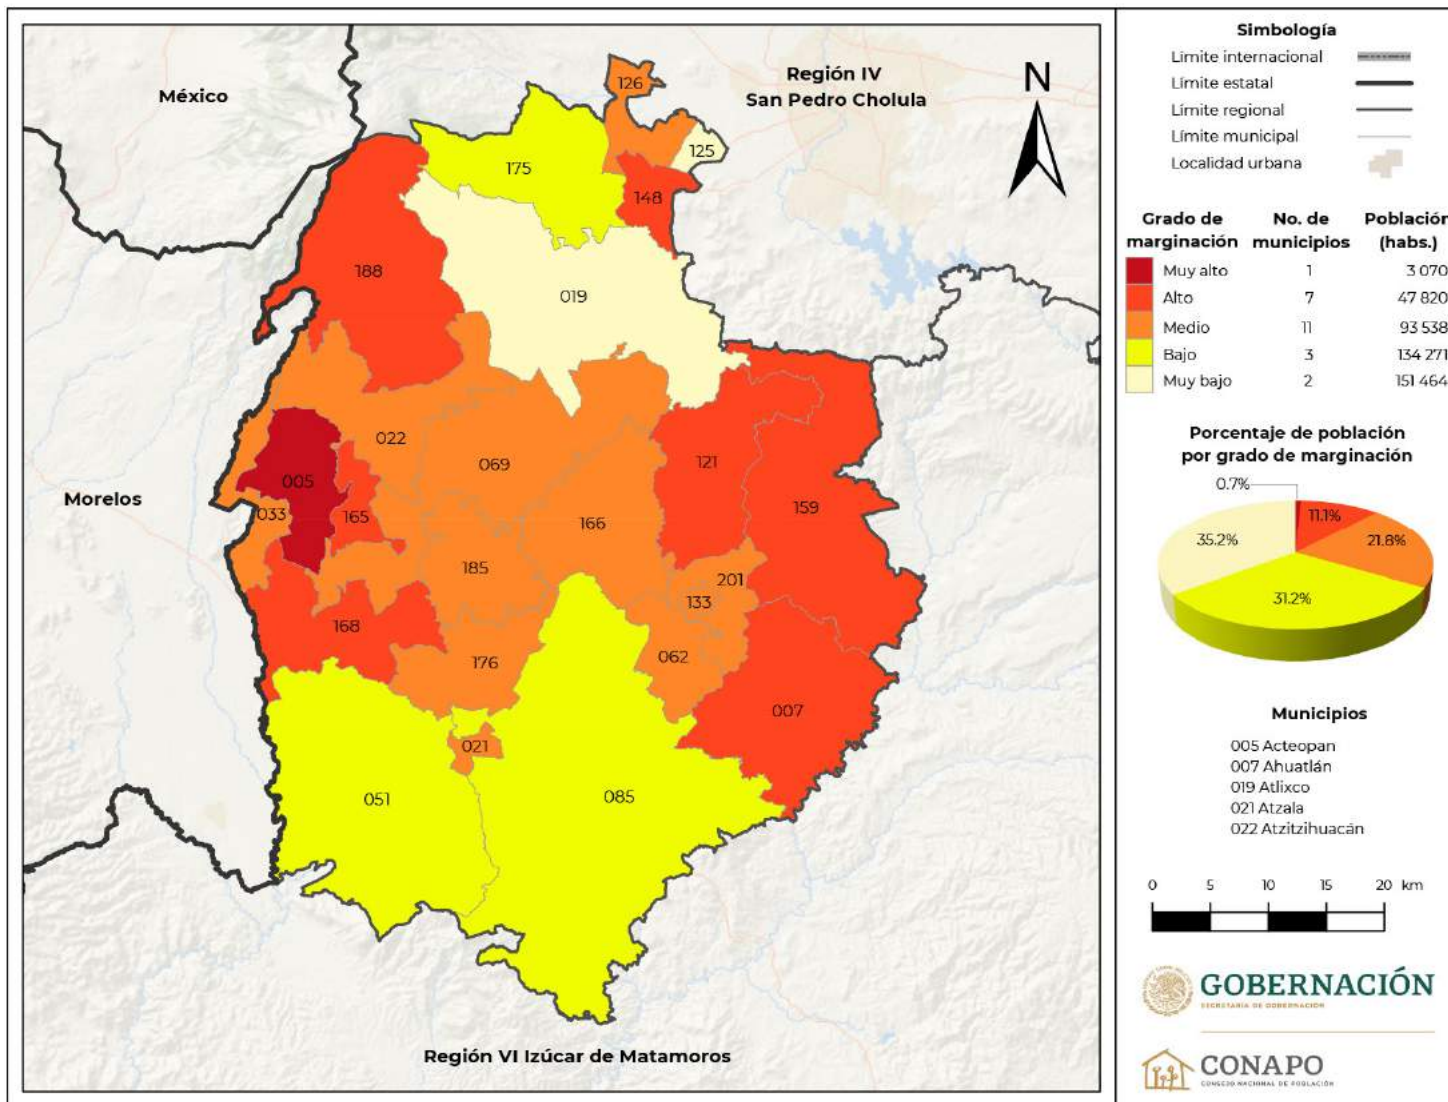 México
Región IV
San Pedro Cholula
N
126
125
175
148
188
019
022
005
069
121
159
033
165
166
185
201
133
168
176
062
007
021
051
085
Morelos
Región VI Izúcar de Matamoros
Simbología
Límite internacional
Límite estatal
Límite regional
Límite municipal
Localidad urbana
Grado de marginación No. de municipios Población (habs.)
Muy alto 1 3 070
Alto 7 47 820
Medio 11 93 538
Bajo 3 134 271
Muy bajo 2 151 464
Porcentaje de población
por grado de marginación
0.7%
11.1%
35.2%
21.8%
31.2%
Municipios
005 Acteopan
007 Ahuatlán
019 Atlixco
021 Atzala
022 Atzitzihuacán
0 5 10 15 20 km
GOBERNACIÓN
SECRETARÍA DE GOBERNACIÓN
CONAPO
CONSEJO NACIONAL DE POBLACIÓN